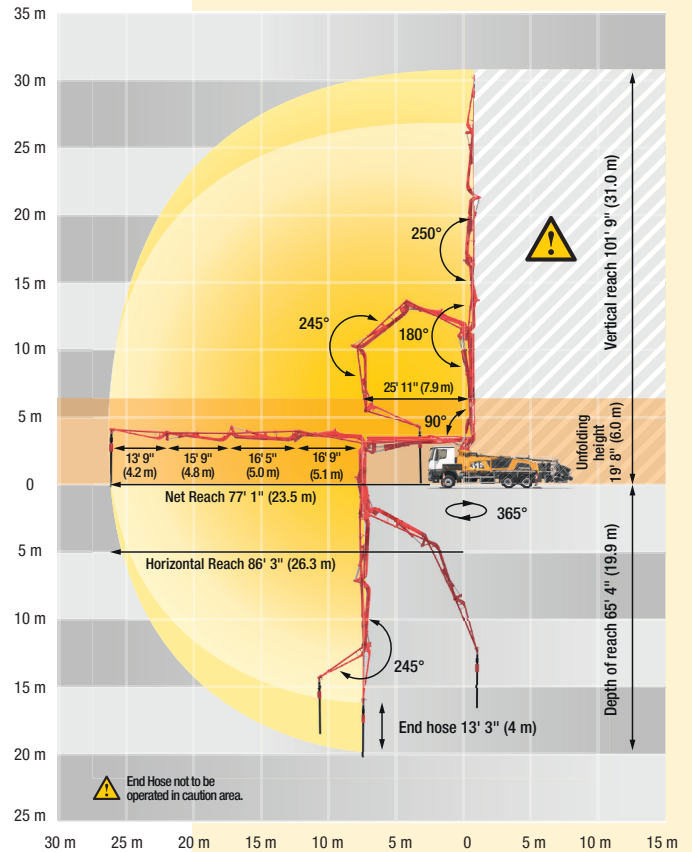 35 m
30 m
25 m
20 m
15 m
10 m
5 m
0
5 m
10 m
15 m
20 m
25 m
30 m
25 m
20 m
15 m
10 m
5 m
0
5 m
10 m
15 m
250°
245°
180°
25' 11" (7.9 m)
90°
13' 9"
(4.2 m)
15' 9"
(4.8 m)
16' 5"
(5.0 m)
16' 9"
(5.1 m)
Net Reach 77' 1" (23.5 m)
365°
Horizontal Reach 86' 3" (26.3 m)
245°
End hose 13' 3" (4 m)
Vertical reach 101' 9" (31.0 m)
Unfolding
height
19' 8" (6.0 m)
Depth of reach 65' 4" (19.9 m)
End Hose not to be
operated in caution area.